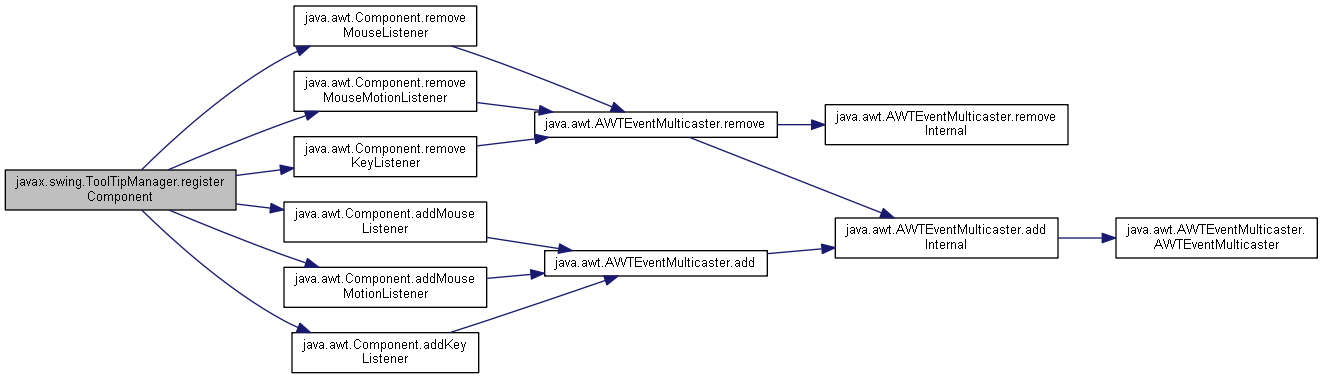 java.awt.Component.remove
MouseListener
java.awt.Component.remove
MouseMotionListener
java.awt.AWTEventMulticaster.remove
java.awt.AWTEventMulticaster.remove
Internal
java.awt.Component.remove
KeyListener
javax.swing.ToolTipManager.register
Component
java.awt.Component.addMouse
Listener
java.awt.AWTEventMulticaster.add
Internal
java.awt.AWTEventMulticaster.
AWTEventMulticaster
java.awt.AWTEventMulticaster.add
java.awt.Component.addMouse
MotionListener
java.awt.Component.addKey
Listener